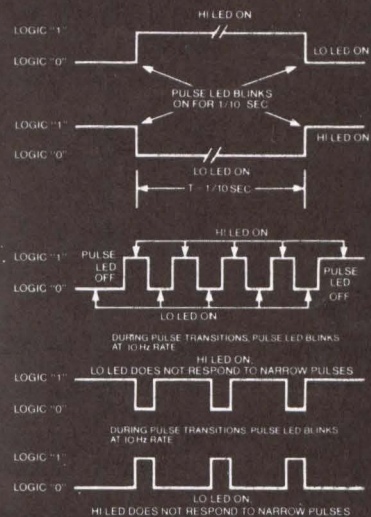 HI LED ON
LOGIC "1"
LO LED ON
LOGIC "0"
PULSE LED BLINKS
ON FOR 1/10 SEC
LOGIC "1"
HI LED ON
LOGIC "0"
LO LED ON
T 1/10 SEC
HI LED ON
LOGIC "1"
PULSE
LED
OFF
PULSE
LED
OFF
LOGIC "0"
LO LED ON
DURING PULSE TRANSITIONS, PULSE LED BLINKS
AT 10 Hz RATE
HI LED ON.
LO LED DOES NOT RESPOND TO NARROW PULSES
LOGIC "1"
LOGIC "0"
DURING PULSE TRANSITIONS, PULSE LED BLINKS
AT 10 Hz RATE
LOGIC "1"
LOGIC "0"
LO LED ON.
HI LED DOES NOT RESPOND TO NARROW PULSES